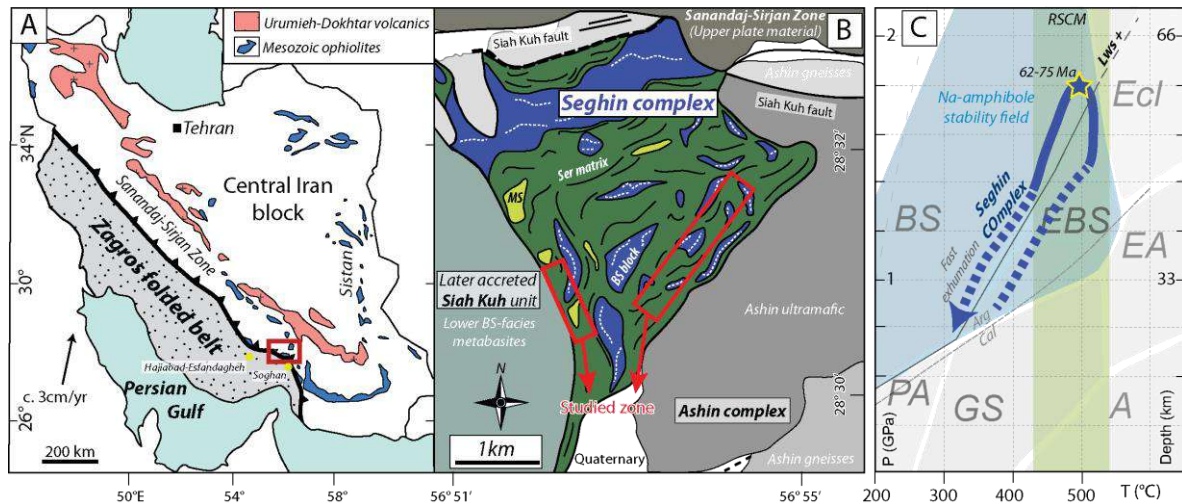 A
Urumieh-Dokhtar volcanics
Mesozoic ophiolites
Tehran
34°N
30°
26°
Central Iran
block
Sanandaj-Sirjan Zone
Sistan
Zagros folded belt
Hajiabad-Esfandagheh
Soghan
Persian
Gulf
c. 3cm/yr
200 km
50°E
54°
58°
B
Sanandaj-Sirjan Zone
(Upper plate material)
Siah Kuh fault
Ashin gneisses
Siah Kuh fault
Seghin complex
28° 32'
Ser matrix
MS
BS block
Later accreted
Siah Kuh unit
Lower BS-facies
metabasites
Ashin ultramafic
N
28° 30'
Studied zone
Ashin complex
1km
Quaternary
Ashin gneisses
56° 51'
56° 55'
C
RSCM
2
66
Lws +
62-75 Ma
Ecl
Na-amphibole
stability field
Seghin
COmplex
BS
EBS
EA
Fast
exhumation
1
33
Arg
Cal
PA
GS
A
P (GPa)
Depth (km)
200
300
400
500
T (°C)